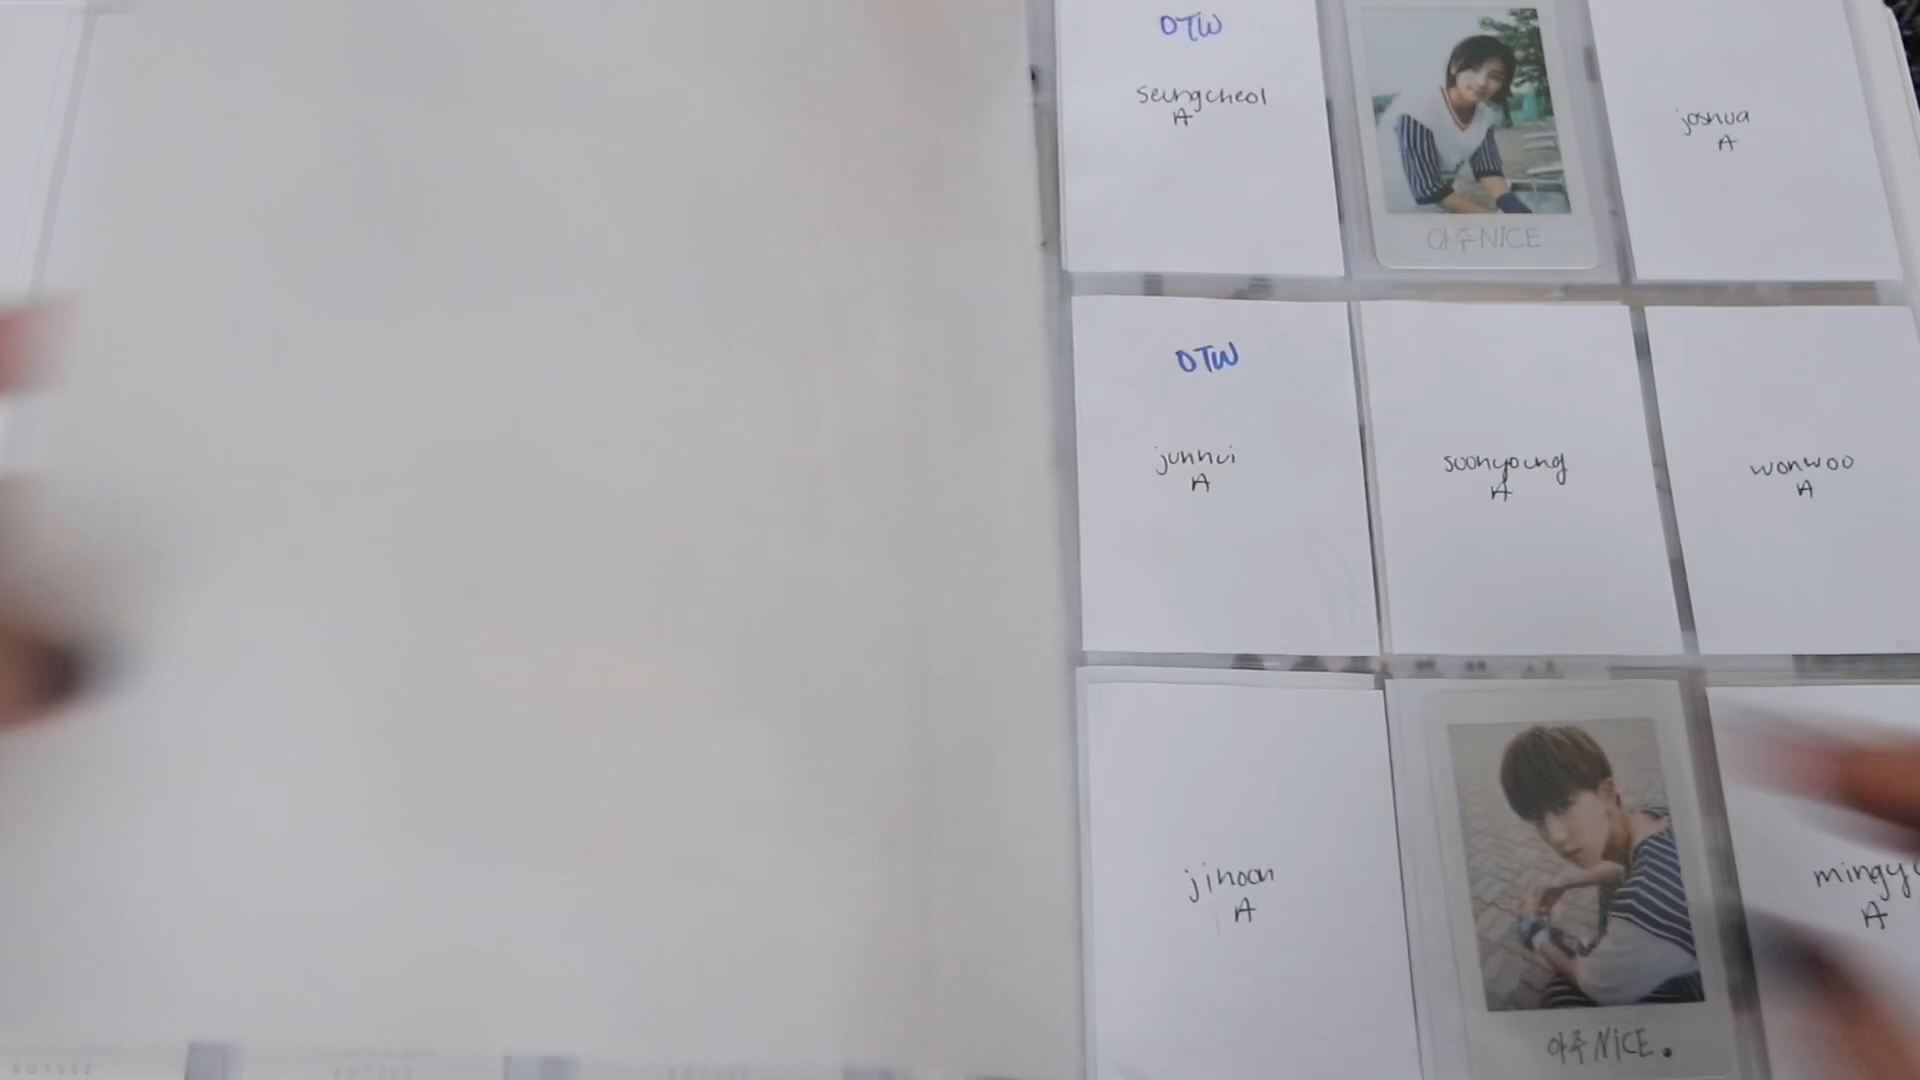 OTW
seungcheol
A
아주NICE
joshua
A
OTW
junhui
A
soonyoung
A
wonwoo
A
jihoon
A
아주NICE.
A